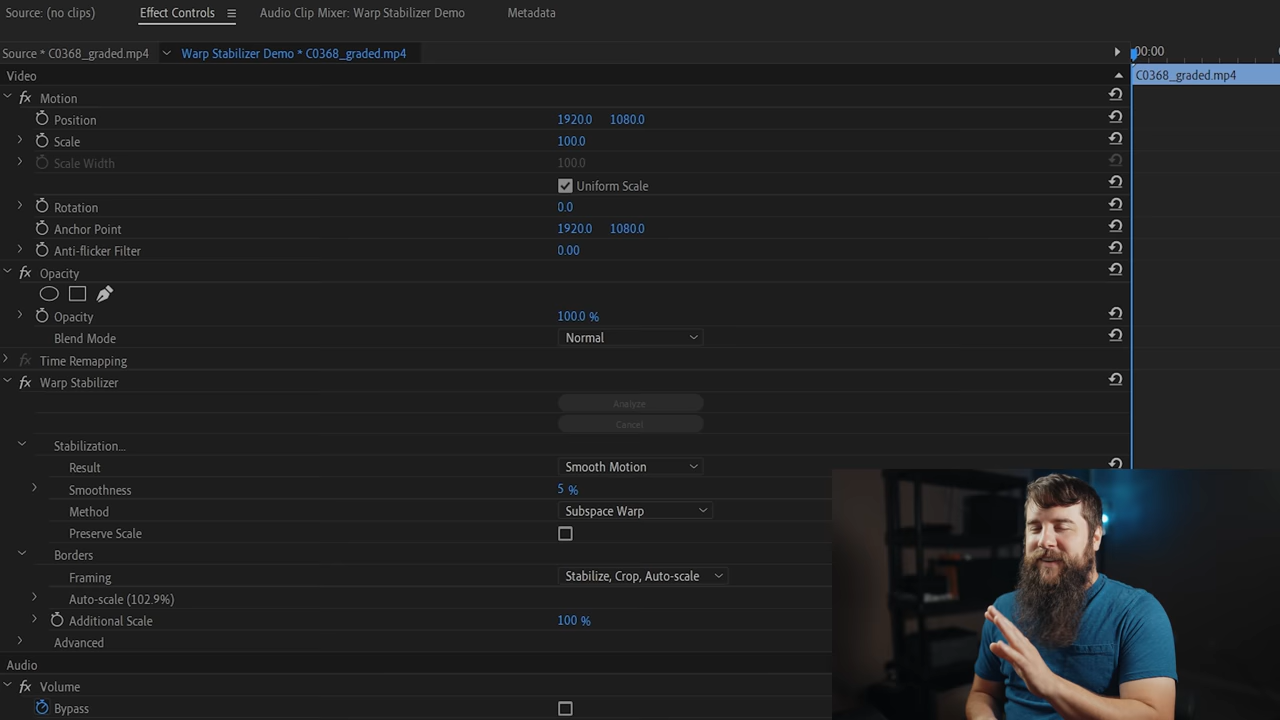 Source: (no clips) Effect Controls Audio Clip Mixer: Warp Stabilizer Demo Metadata
Source * C0368_graded.mp4 Warp Stabilizer Demo * C0368_graded.mp4 00:00
Video C0368_graded.mp4
fx Motion
Position 1920.0 1080.0
Scale 100.0
Scale Width 100.0
Uniform Scale
Rotation 0.0
Anchor Point 1920.0 1080.0
Anti-flicker Filter 0.00
fx Opacity
Opacity 100.0 %
Blend Mode Normal
fx Time Remapping
fx Warp Stabilizer
Analyze
Cancel
Stabilization...
Result Smooth Motion
Smoothness 5 %
Method Subspace Warp
Preserve Scale
Borders
Framing Stabilize, Crop, Auto-scale
Auto-scale (102.9%)
Additional Scale 100 %
Advanced
Audio
fx Volume
Bypass